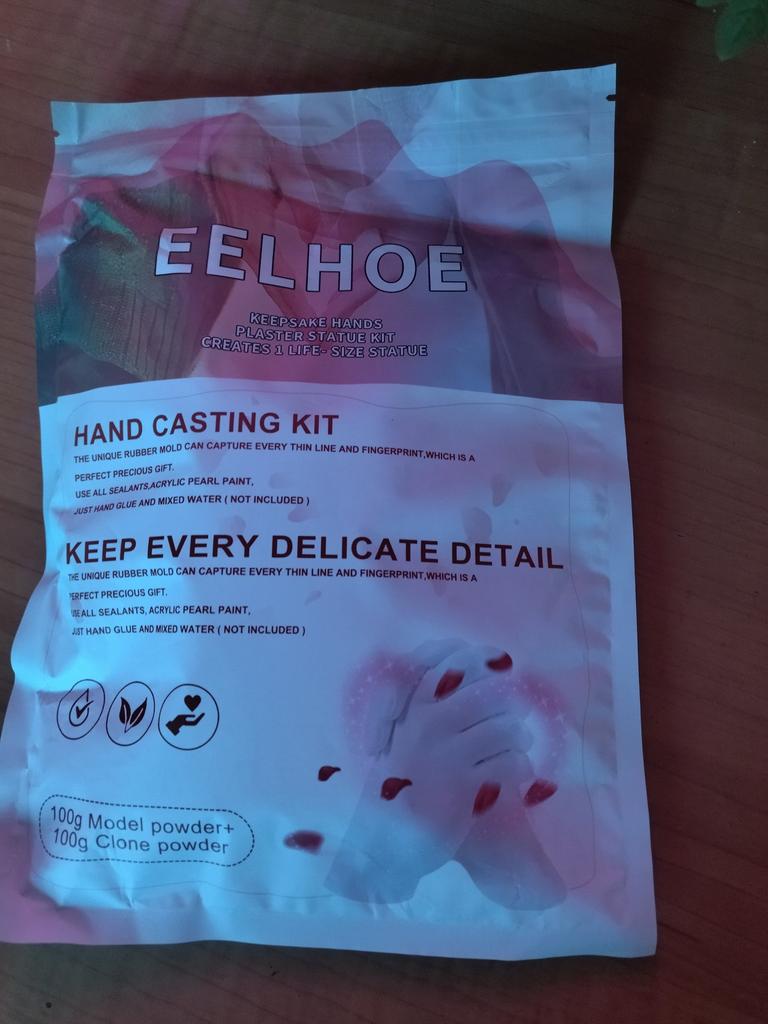 EELHOE
KEEPSAKE HANDS
PLASTER STATUE KIT
CREATES 1 LIFE- SIZE STATUE
HAND CASTING KIT
THE UNIQUE RUBBER MOLD CAN CAPTURE EVERY THIN LINE AND FINGERPRINT,WHICH IS A
PERFECT PRECIOUS GIFT.
USE ALL SEALANTS,ACRYLIC PEARL PAINT,
JUST HAND GLUE AND MIXED WATER ( NOT INCLUDED )
KEEP EVERY DELICATE DETAIL
THE UNIQUE RUBBER MOLD CAN CAPTURE EVERY THIN LINE AND FINGERPRINT,WHICH IS A
PERFECT PRECIOUS GIFT.
USE ALL SEALANTS, ACRYLIC PEARL PAINT,
JUST HAND GLUE AND MIXED WATER ( NOT INCLUDED )
100g Model powder+
100g Clone powder